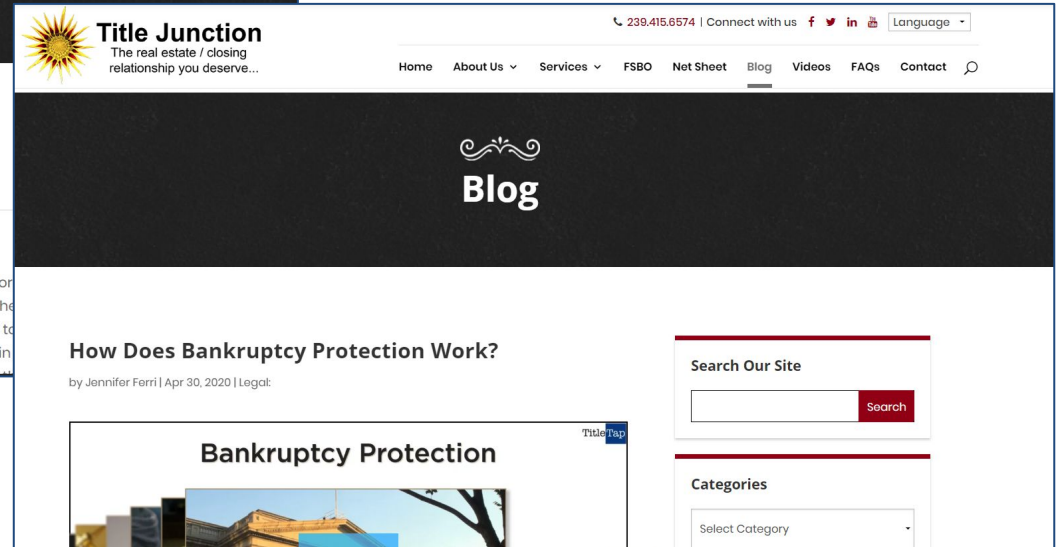 Title Junction
The real estate / closing
relationship you deserve...
239.415.6574 | Connect with us
Language
Home About Us Services FSBO Net Sheet Blog Videos FAQs Contact
Blog
How Does Bankruptcy Protection Work?
by Jennifer Ferri | Apr 30, 2020 | Legal:
TitleTap
Bankruptcy Protection
Search Our Site
Search
Categories
Select Category